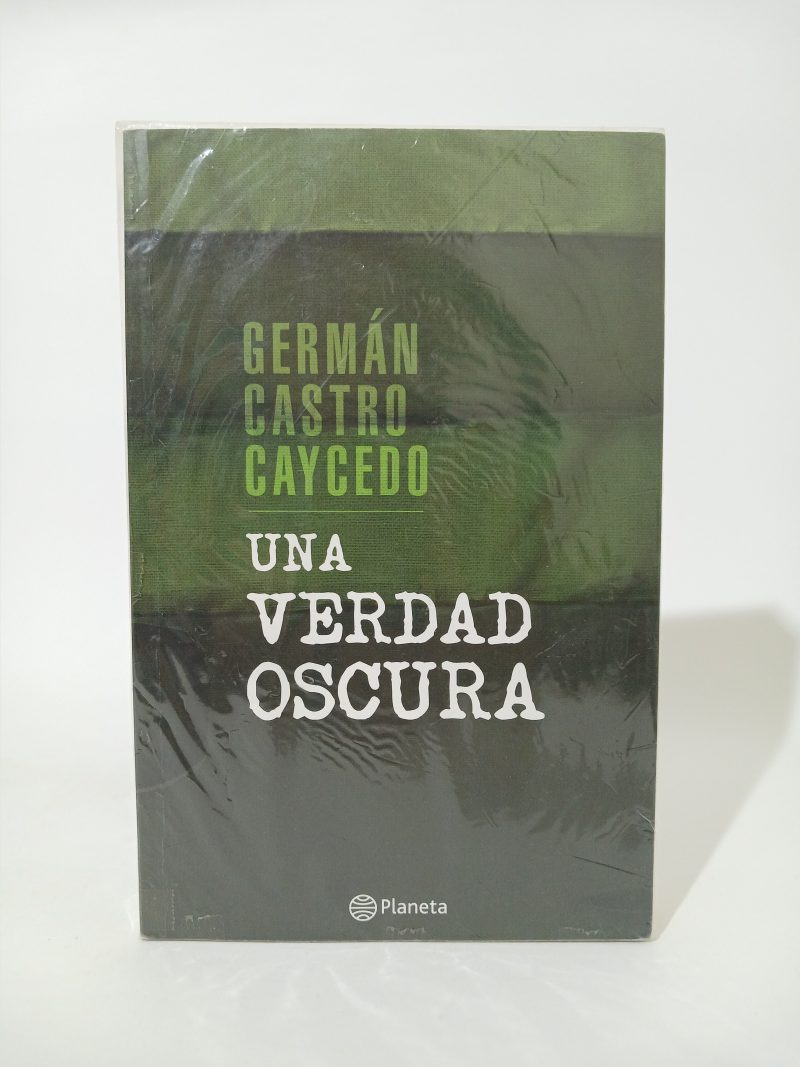 GERMÁN
CASTRO
CAYCEDO
UNA
VERDAD
OSCURA
Planeta